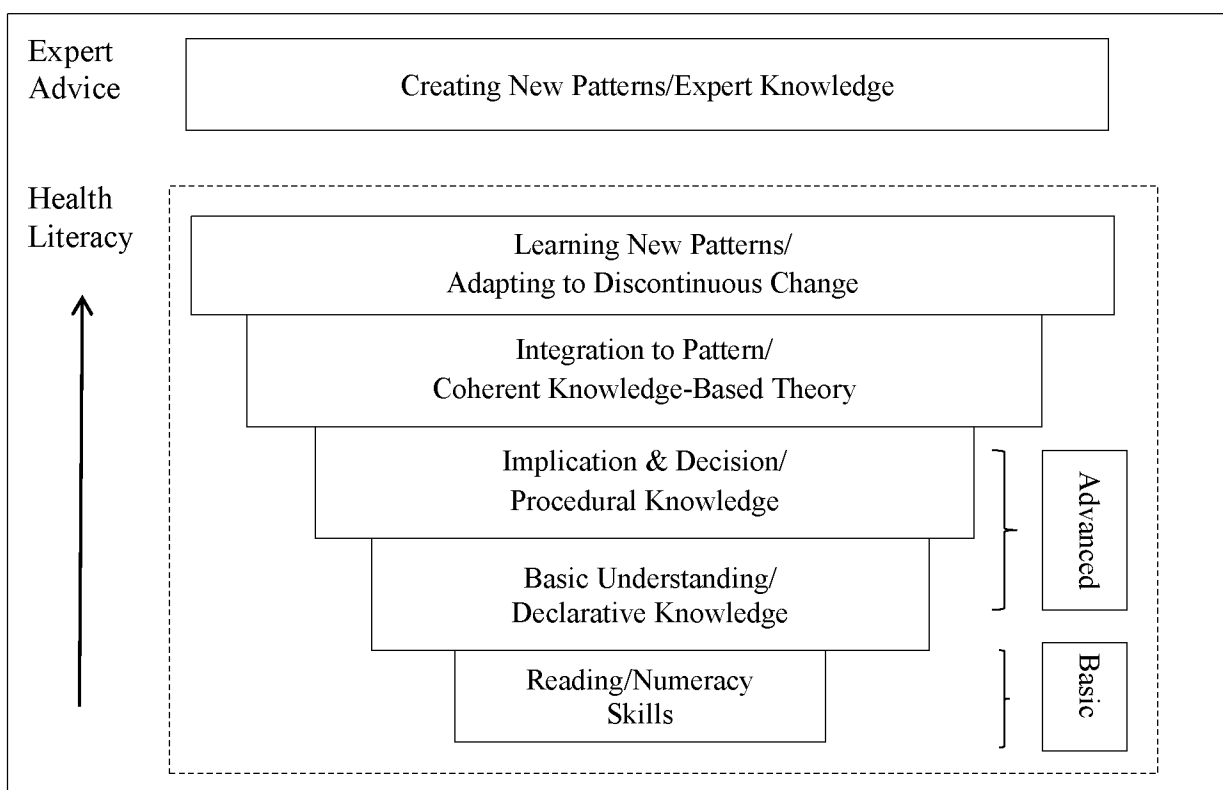 Expert
Advice
Creating New Patterns/Expert Knowledge
Health
Literacy
Learning New Patterns/
Adapting to Discontinuous Change
Integration to Pattern/
Coherent Knowledge-Based Theory
Implication & Decision/
Procedural Knowledge
Advanced
Basic Understanding/
Declarative Knowledge
Reading/Numeracy
Skills
Basic